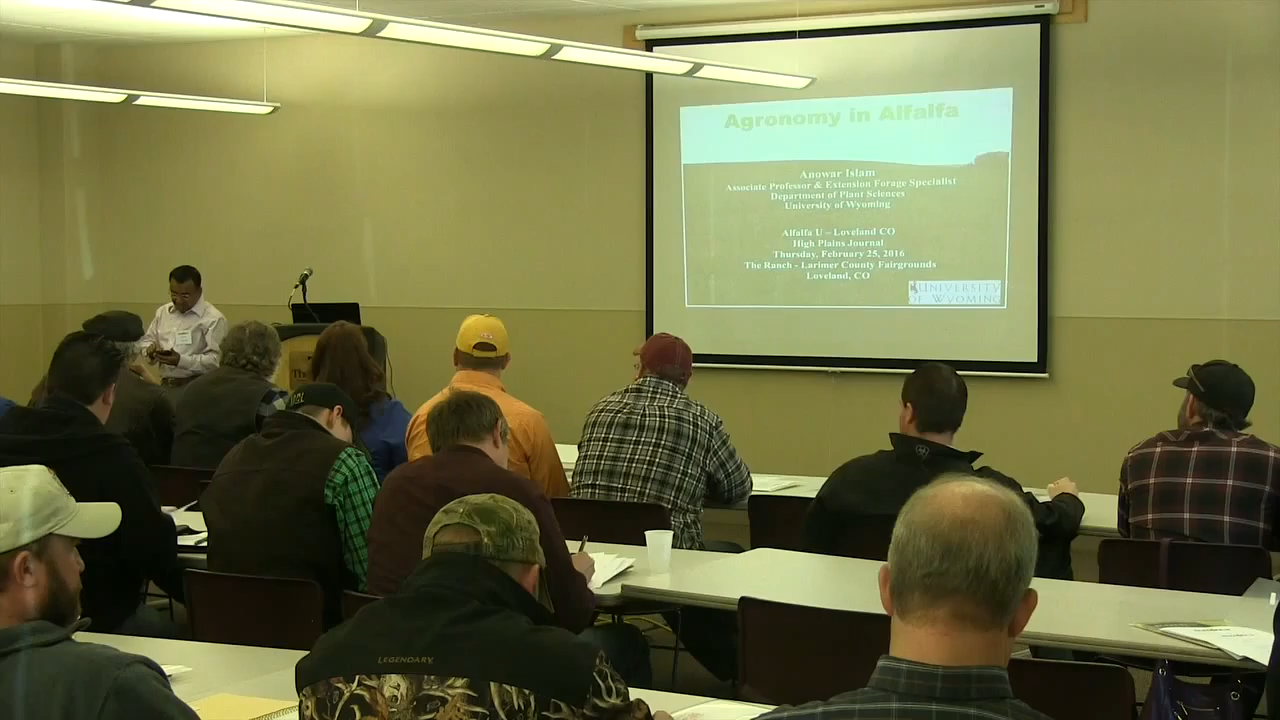 Agronomy in Alfalfa
Anowar Islam
Associate Professor & Extension Forage Specialist
Department of Plant Sciences
University of Wyoming
Alfalfa U – Loveland CO
High Plains Journal
Thursday, February 25, 2016
The Ranch - Larimer County Fairgrounds
Loveland, CO
UNIVERSITY
OF WYOMING
LEGENDARY